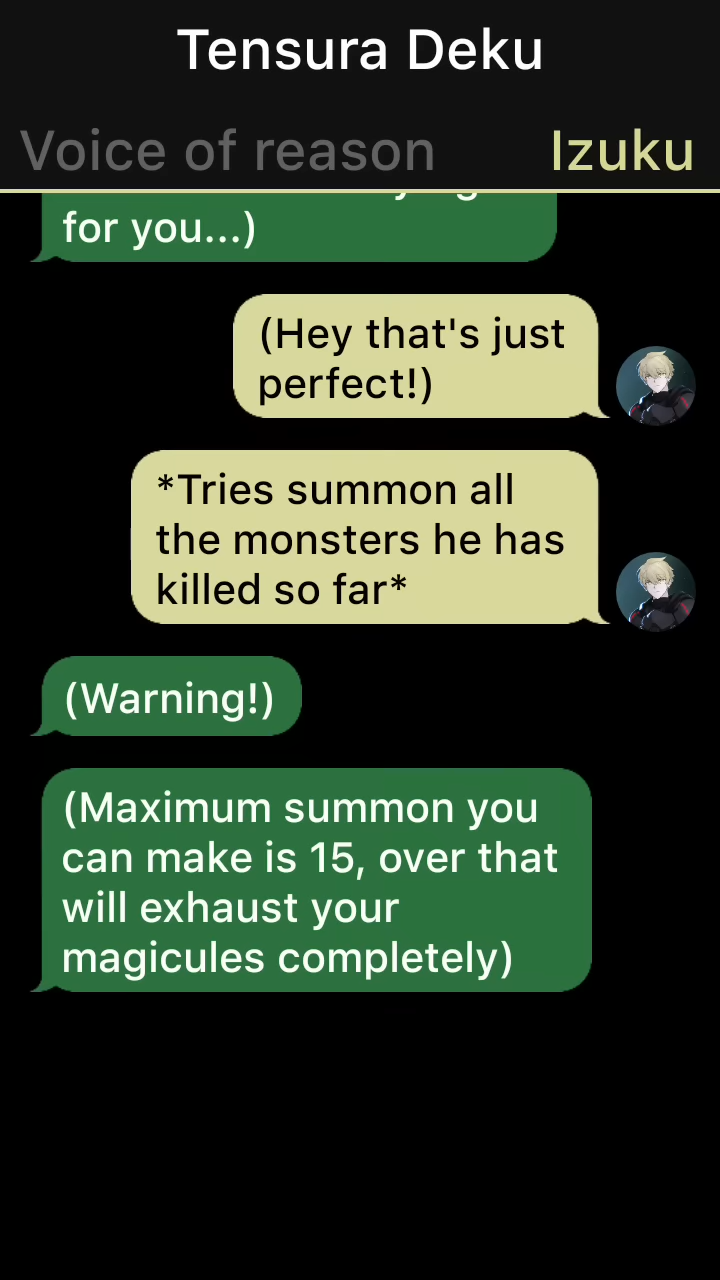 Tensura Deku
Voice of reason
Izuku
for you...)
(Hey that's just
perfect!)
*Tries summon all
the monsters he has
killed so far*
(Warning!)
(Maximum summon you
can make is 15, over that
will exhaust your
magicules completely)